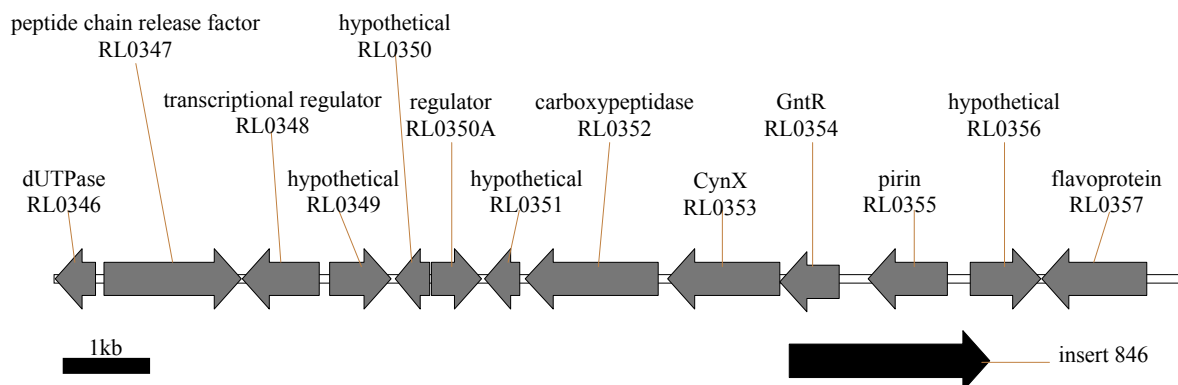 peptide chain release factor
RL0347
hypothetical
RL0350
transcriptional regulator
RL0348
regulator
RL0350A
carboxypeptidase
RL0352
GntR
RL0354
hypothetical
RL0356
dUTPase
RL0346
hypothetical
RL0349
hypothetical
RL0351
CynX
RL0353
pirin
RL0355
flavoprotein
RL0357
1kb
insert 846